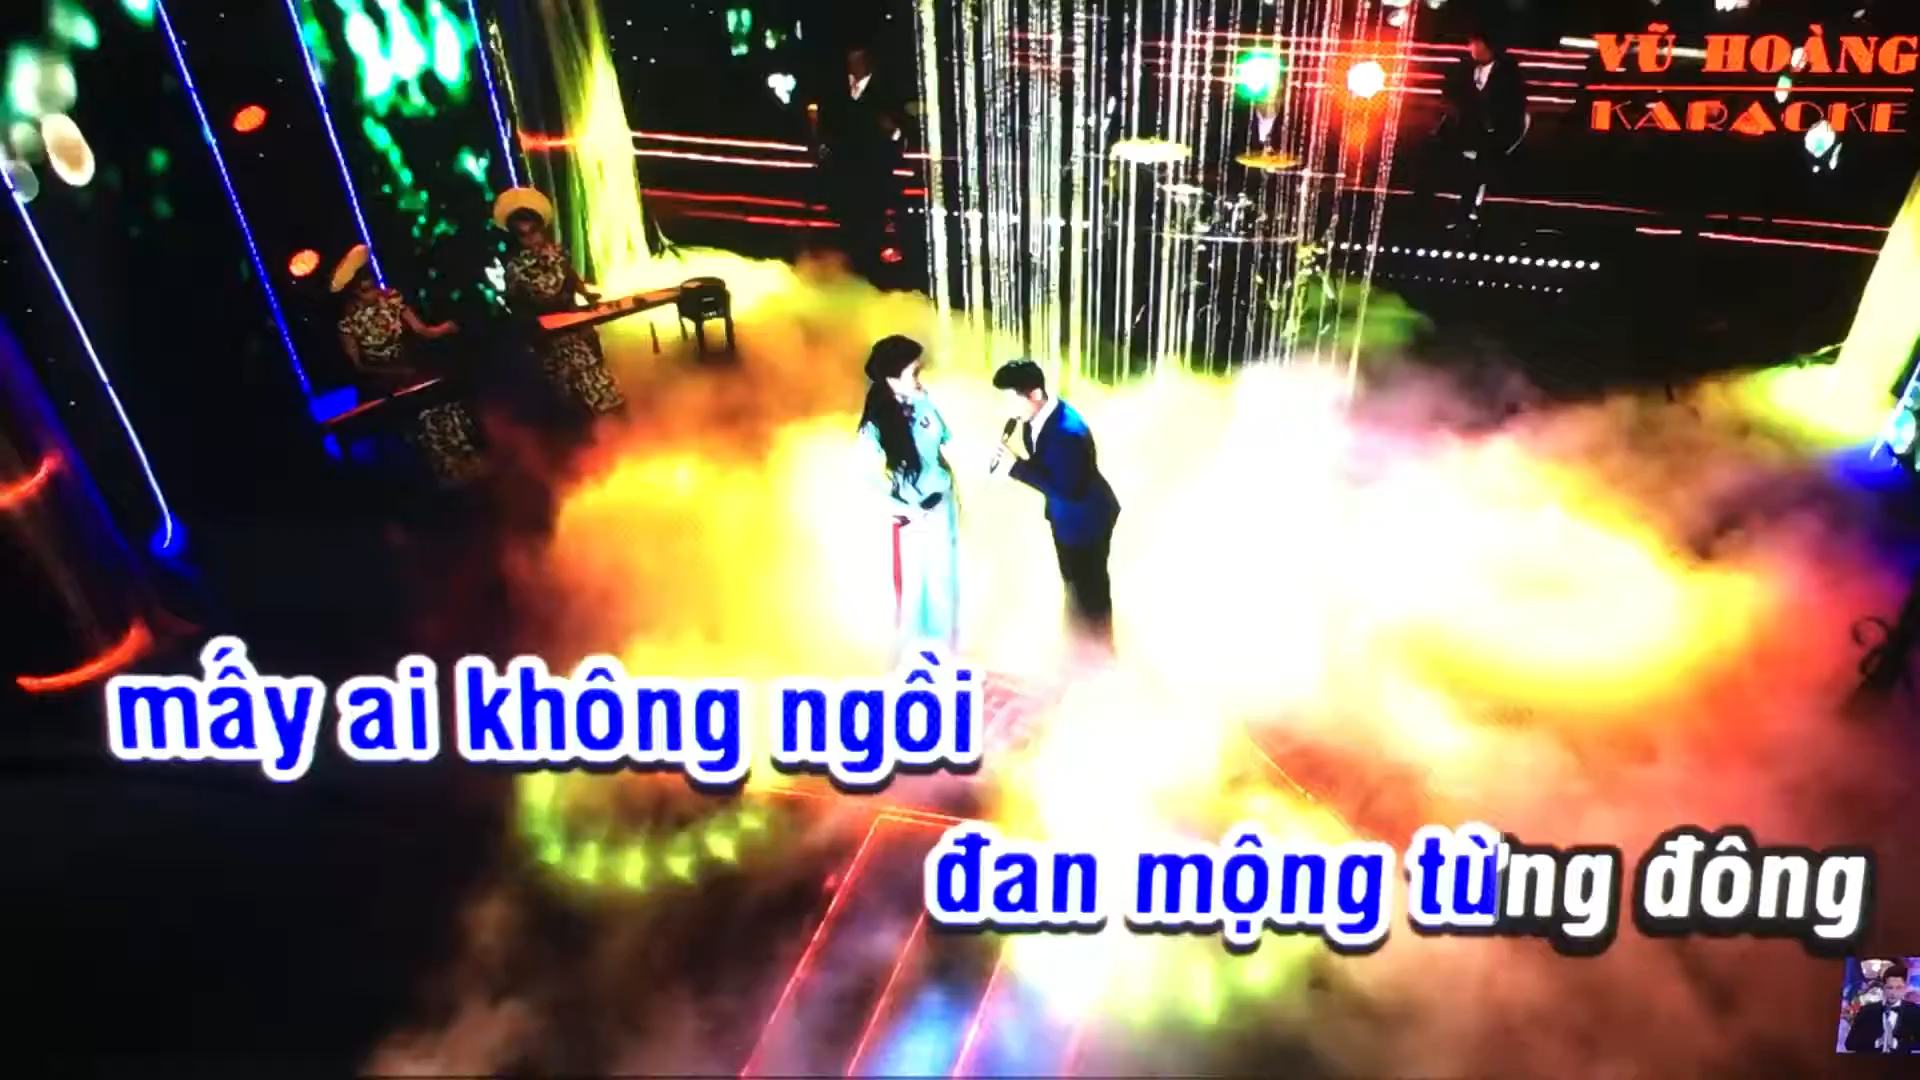 VŨ HOÀNG
KARAOKE
mấy ai không ngồi
đan mộng từng đông